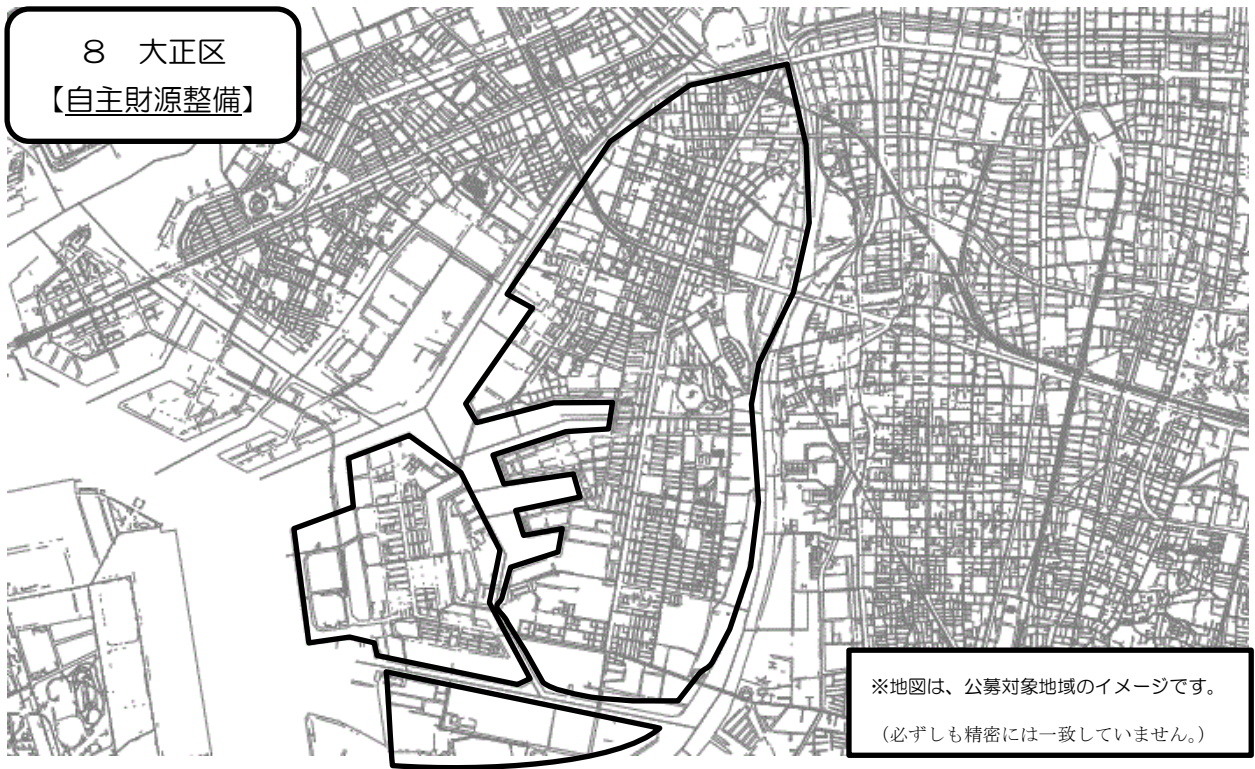 ８　大正区
【自主財源整備】
※地図は、公募対象地域のイメージです。
（必ずしも精密には一致していません。）